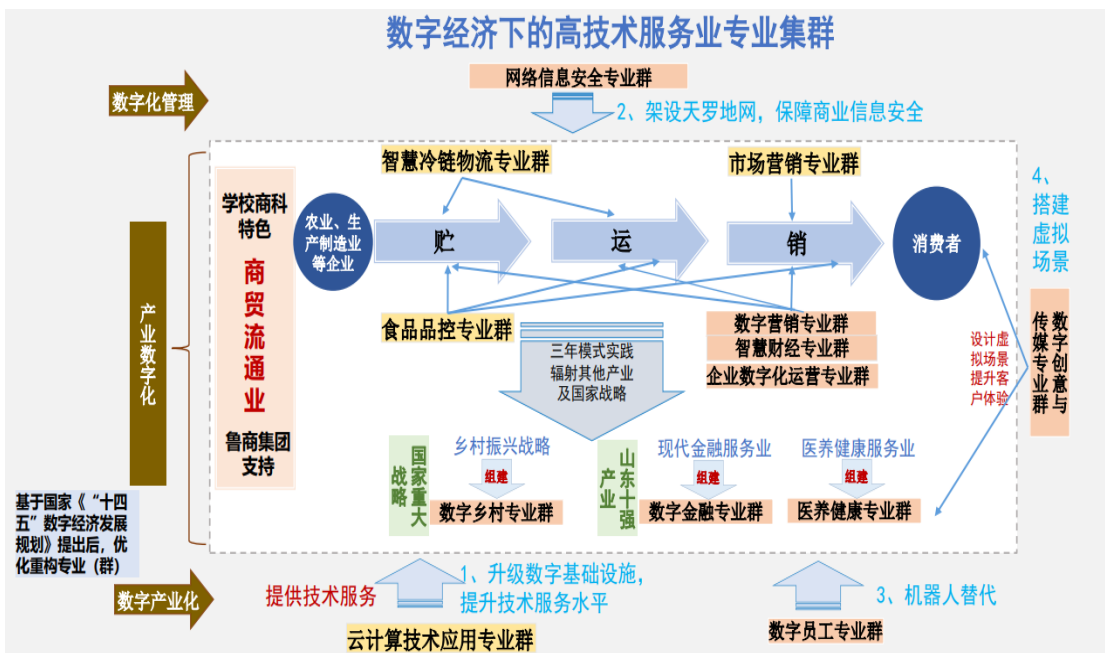 数字经济下的高技术服务业专业集群
网络信息安全专业群
数字化管理
2、架设天罗地网，保障商业信息安全
智慧冷链物流专业群
市场营销专业群
4、
搭建
虚拟
场景
学校商科
特色
商
贸
流
通
业
鲁商集团
支持
农业、生
产制造业
等企业
贮
运
销
消费者
产业数字化
食品品控专业群
数字营销专业群
智慧财经专业群
企业数字化运营专业群
三年模式实践
辐射其他产业
及国家战略
设计虚
拟场景
提升客
户体验
数字创意与
传媒专业群
国家重大
战略
乡村振兴战略
组建
数字乡村专业群
山东十强
产业
现代金融服务业
组建
数字金融专业群
医养健康服务业
组建
医养健康专业群
基于国家《“十四
五”数字经济发展
规划》提出后，优
化重构专业（群）
数字产业化
提供技术服务
1、升级数字基础设施，
提升技术服务水平
云计算技术应用专业群
3、机器人替代
数字员工专业群